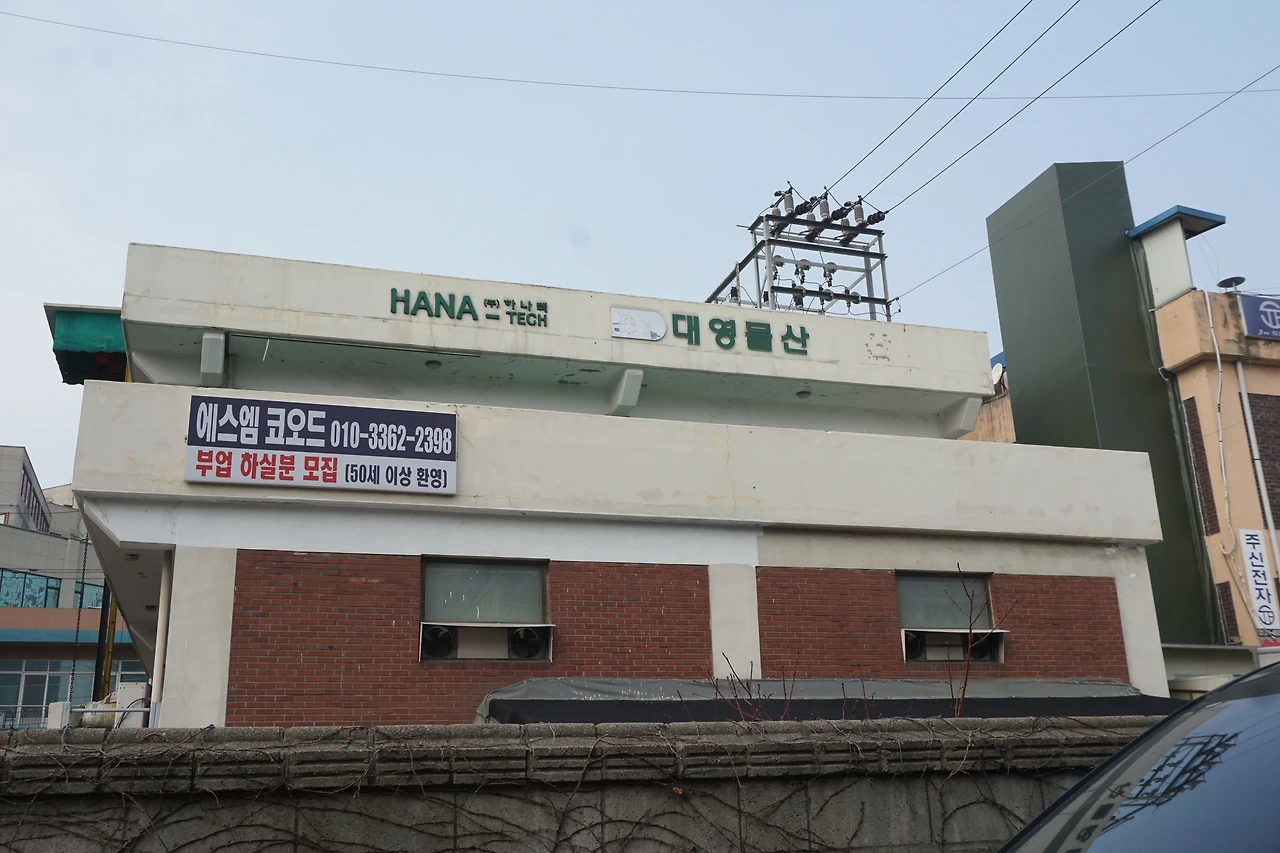 HANA (주)하나텍
TECH
대영물산
에스엠 코오드 010-3362-2398
부업 하실분 모집 (50세 이상 환영)
주신전자